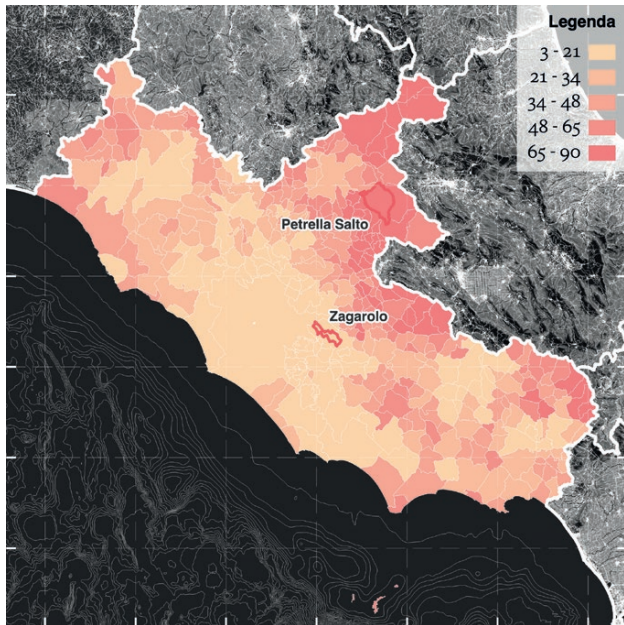 Legenda
3 - 21
21 - 34
34 - 48
48 - 65
65 - 90
Petrella Salto
Zagarolo